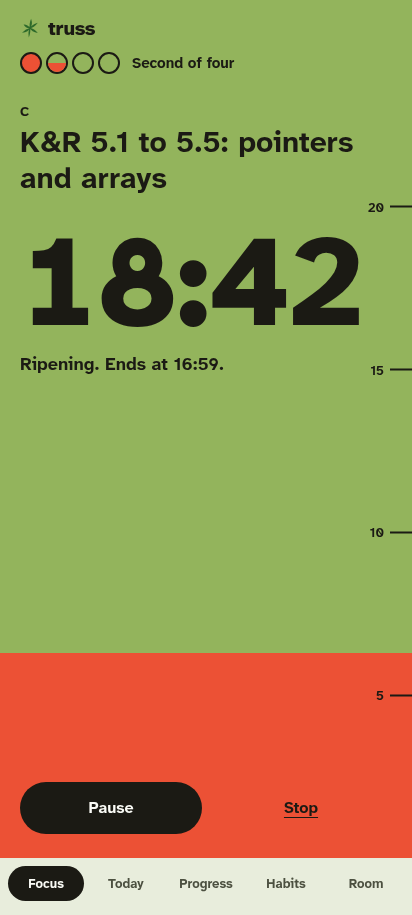 truss
Second of four
C
K&R 5.1 to 5.5: pointers
and arrays
20
18:42
Ripening. Ends at 16:59.
15
10
5
Pause
Stop
Focus
Today
Progress
Habits
Room